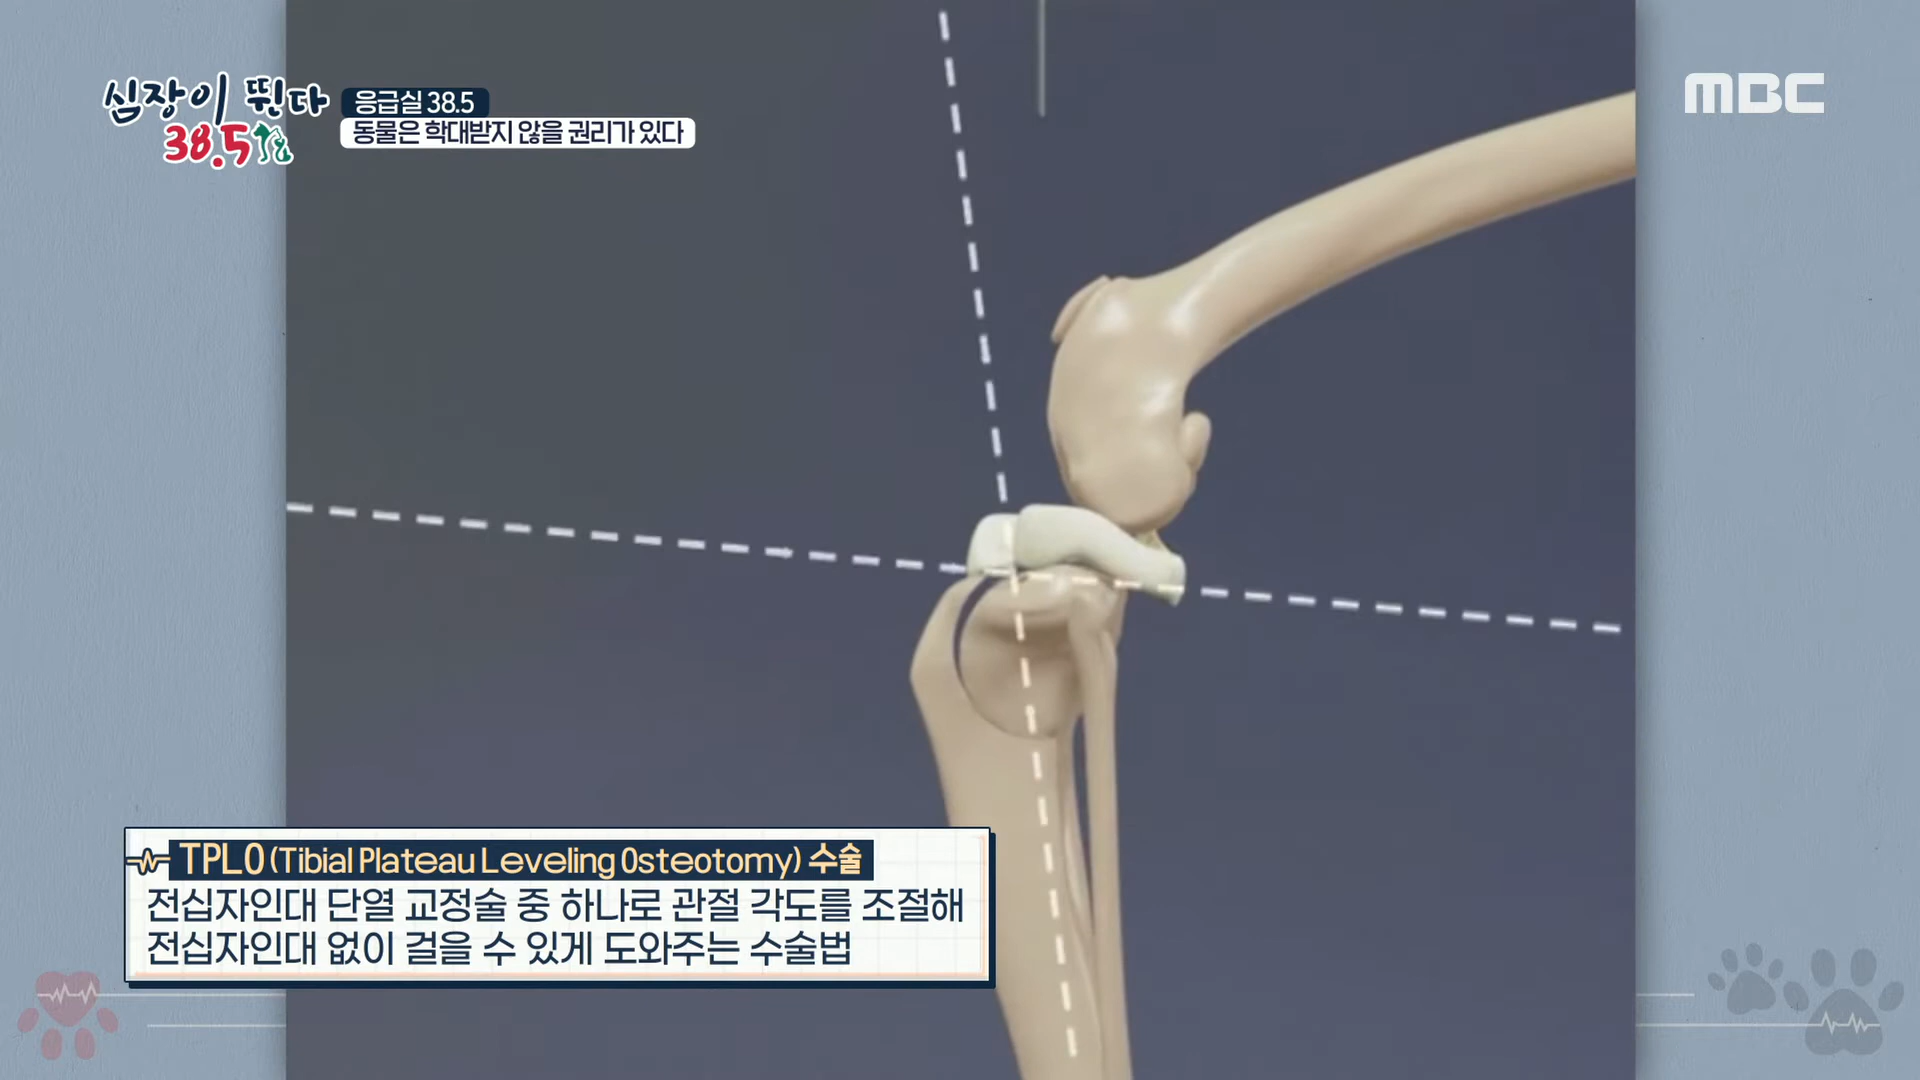 심장이 뛴다
38.5
응급실 38.5
동물은 학대받지 않을 권리가 있다
MBC
TPLO (Tibial Plateau Leveling Osteotomy) 수술
전십자인대 단열 교정술 중 하나로 관절 각도를 조절해
전십자인대 없이 걸을 수 있게 도와주는 수술법